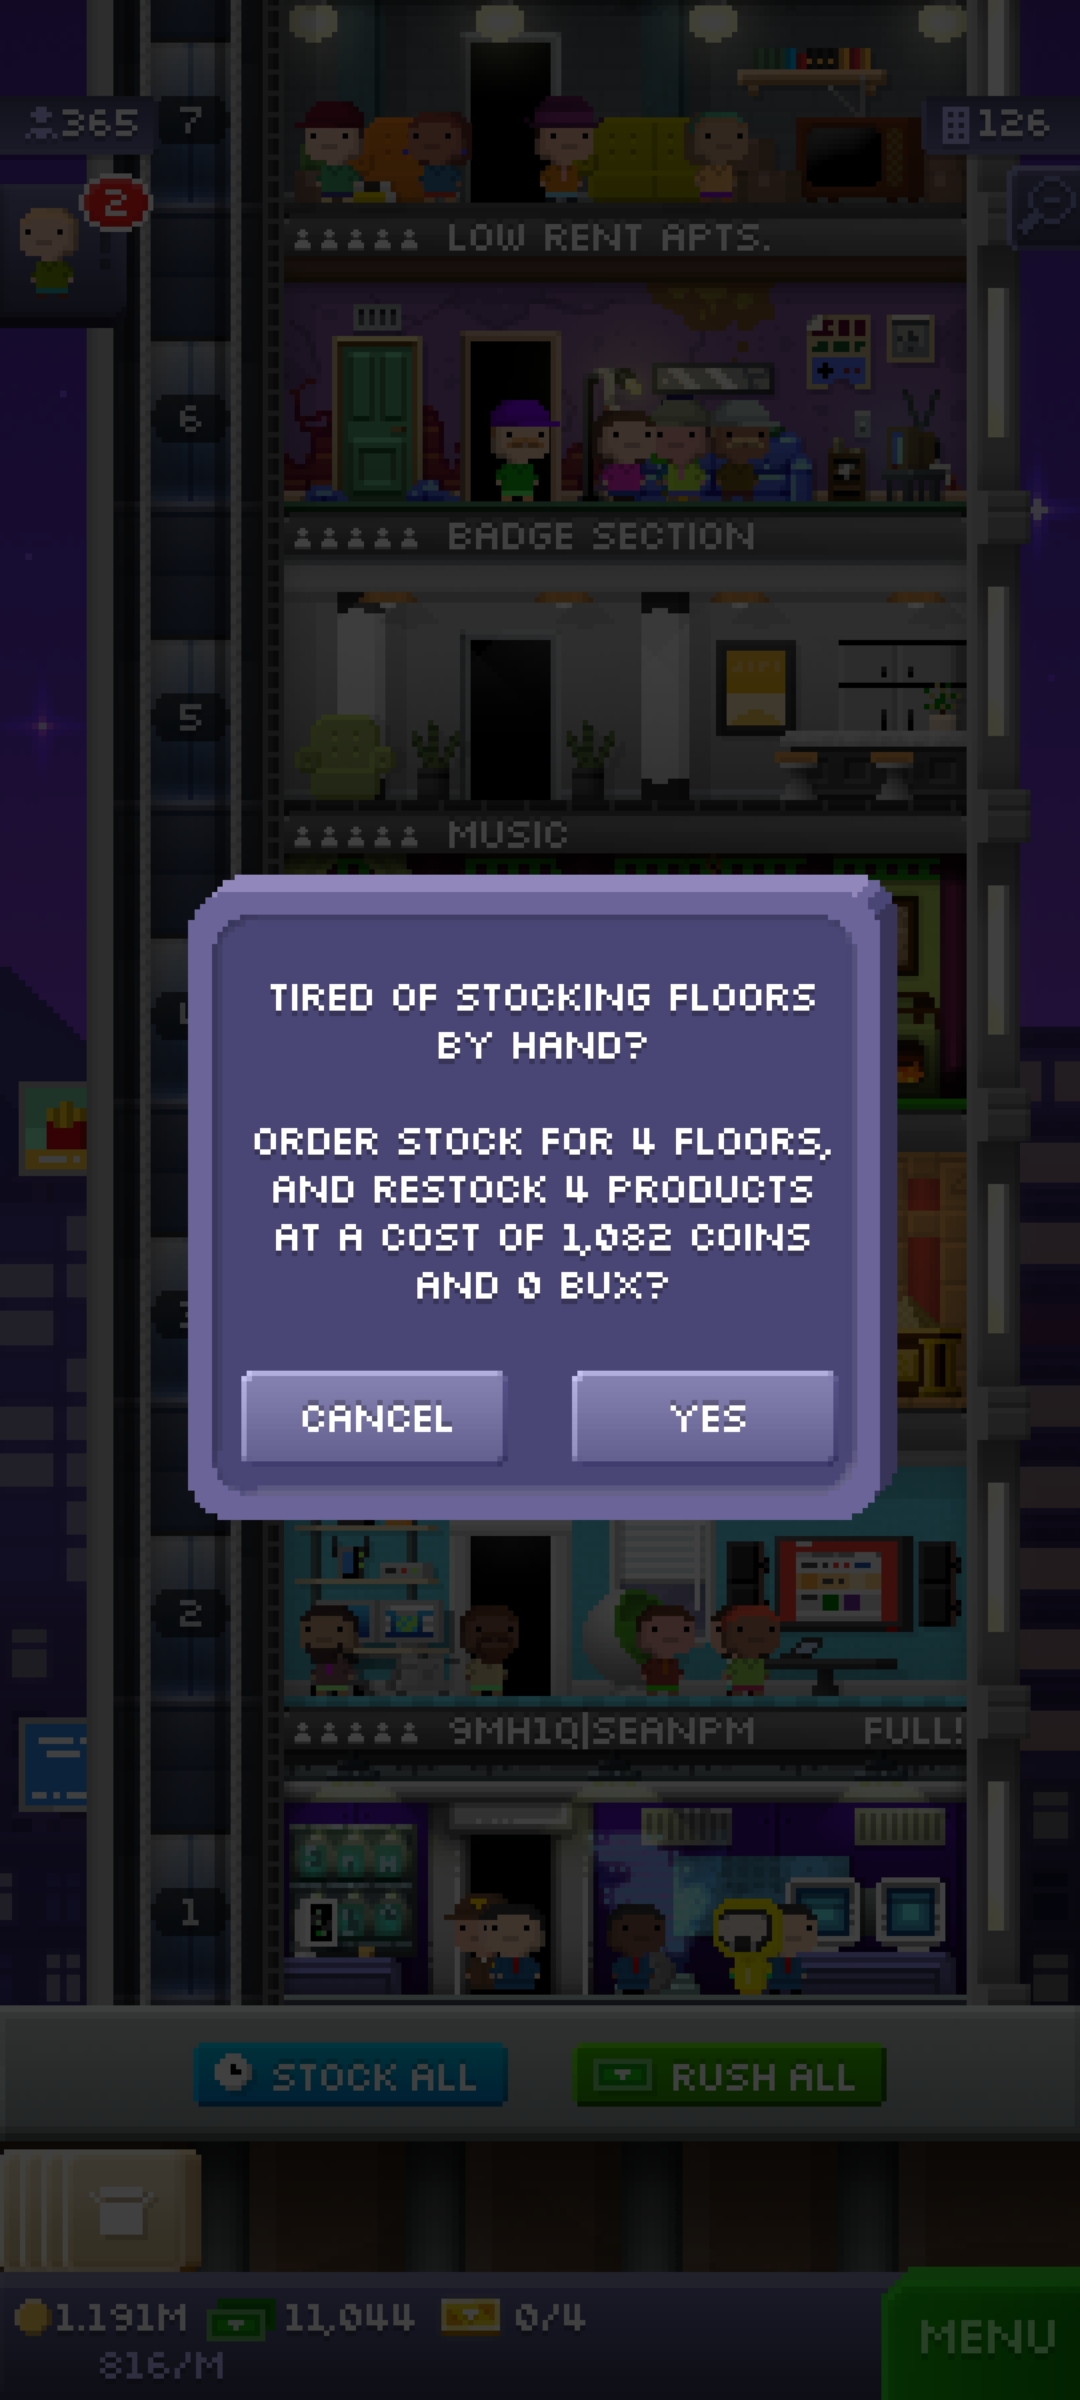 365
7
126
2
LOW RENT APTS.
6
BADGE SECTION
5
MUSIC
TIRED OF STOCKING FLOORS
BY HAND?
ORDER STOCK FOR 4 FLOORS,
AND RESTOCK 4 PRODUCTS
AT A COST OF 1,082 COINS
AND 0 BUX?
CANCEL
YES
2
9MH1Q|SEANPM
FULL!
1
STOCK ALL
RUSH ALL
1.191M
11,044
0/4
816/M
MENU